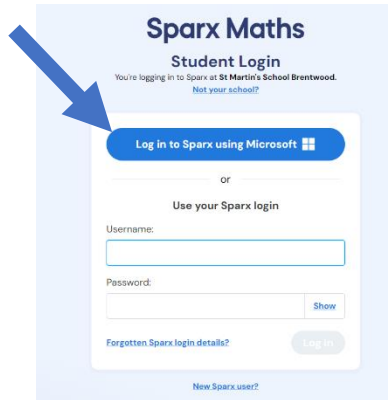 Sparx Maths
Student Login
You're logging in to Sparx at St Martin's School Brentwood.
Not your school?
Log in to Sparx using Microsoft
or
Use your Sparx login
Username:
Password:
Show
Forgotten Sparx login details?
Log in
New Sparx user?